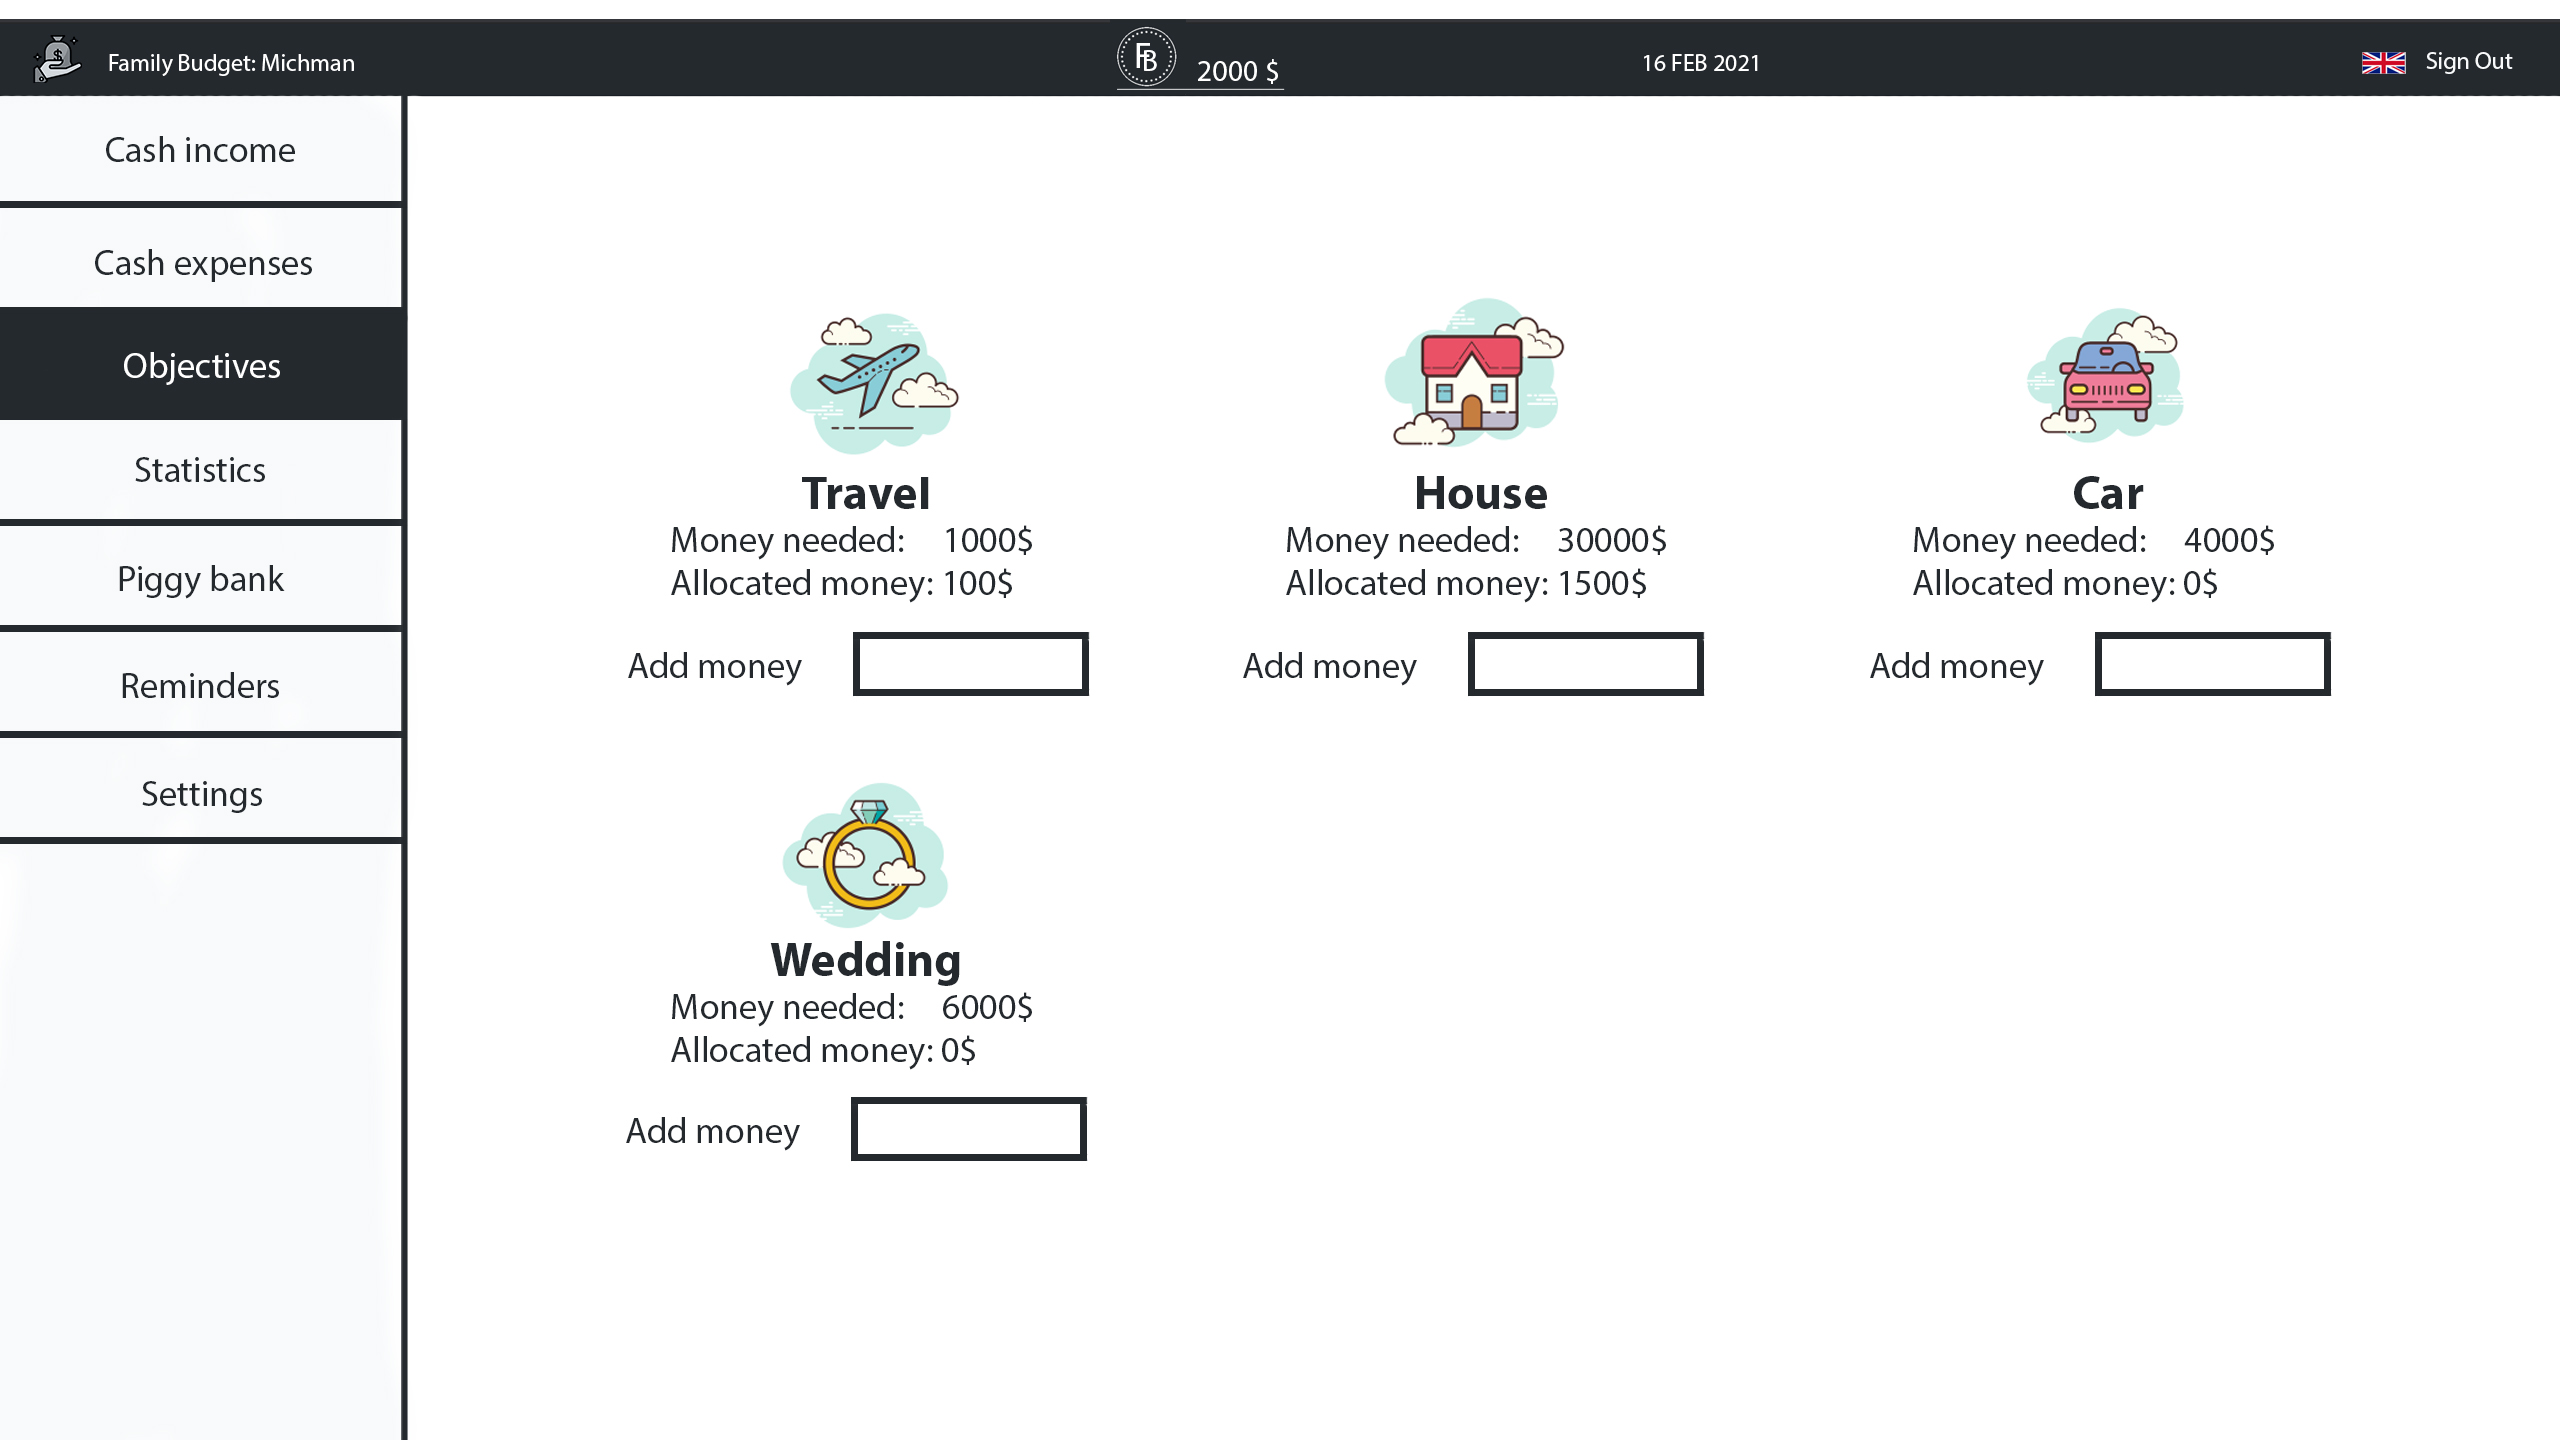 Family Budget: Michman
FB 2000 $
16 FEB 2021
Sign Out
Cash income
Cash expenses
Objectives
Statistics
Piggy bank
Reminders
Settings
Travel
Money needed: 1000$
Allocated money: 100$
Add money
House
Money needed: 30000$
Allocated money: 1500$
Add money
Car
Money needed: 4000$
Allocated money: 0$
Add money
Wedding
Money needed: 6000$
Allocated money: 0$
Add money